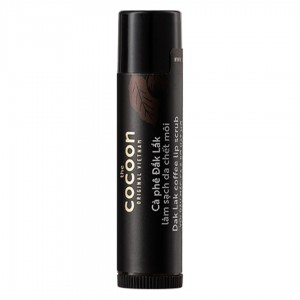 the
cocoon
ORIGINAL VIETNAM
Cà phê Đắk Lắk
làm sạch da chết môi
Dak Lak coffee lip scrub